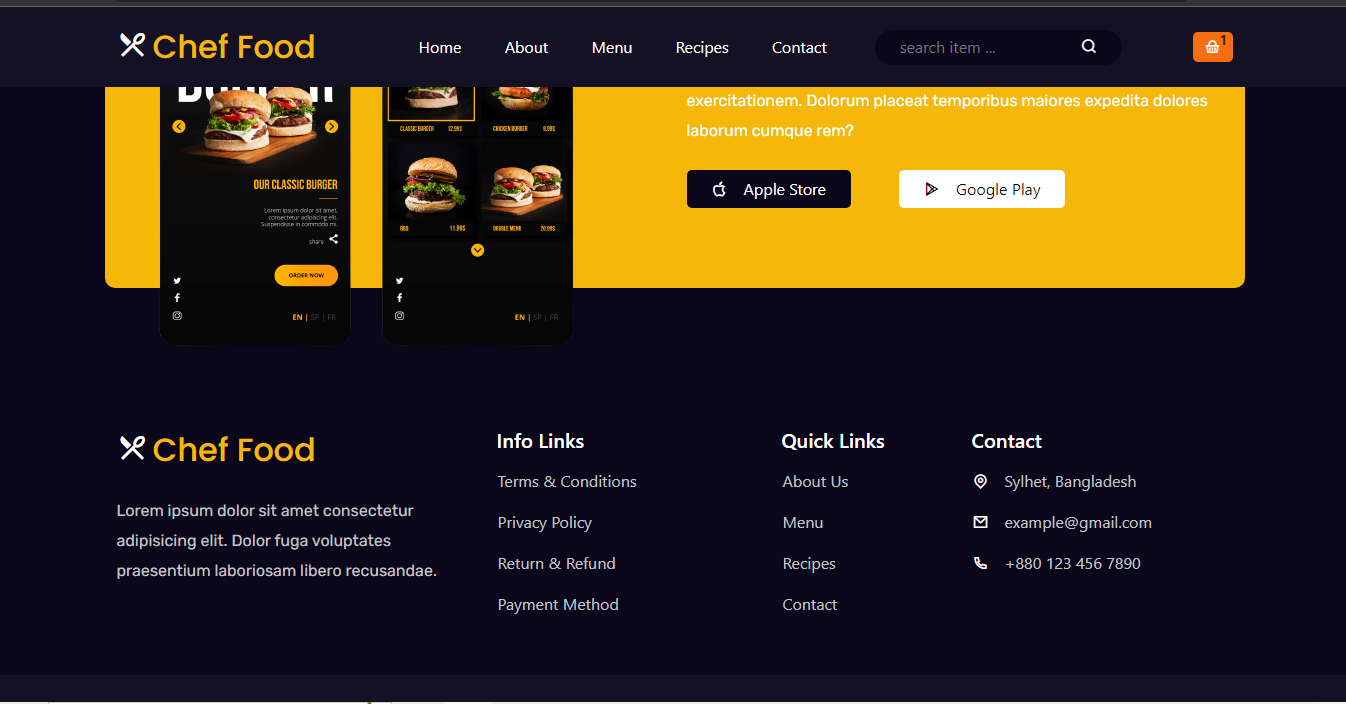 Chef Food
Home
About
Menu
Recipes
Contact
search item ...
1
exercitationem. Dolorum placeat temporibus maiores expedita dolores
laborum cumque rem?
Apple Store
Google Play
OUR CLASSIC BURGER
Lorem ipsum dolor sit amet,
consectetur adipiscing elit.
Suspendisse in commodo mi.
share
ORDER NOW
EN | SP | FR
CLASSIC BURGER 12.99$
CHICKEN BURGER 9.99$
BBQ 11.99$
DOUBLE MENU 20.99$
EN | SP | FR
Chef Food
Lorem ipsum dolor sit amet consectetur
adipisicing elit. Dolor fuga voluptates
praesentium laboriosam libero recusandae.
Info Links
Terms & Conditions
Privacy Policy
Return & Refund
Payment Method
Quick Links
About Us
Menu
Recipes
Contact
Contact
Sylhet, Bangladesh
example@gmail.com
+880 123 456 7890